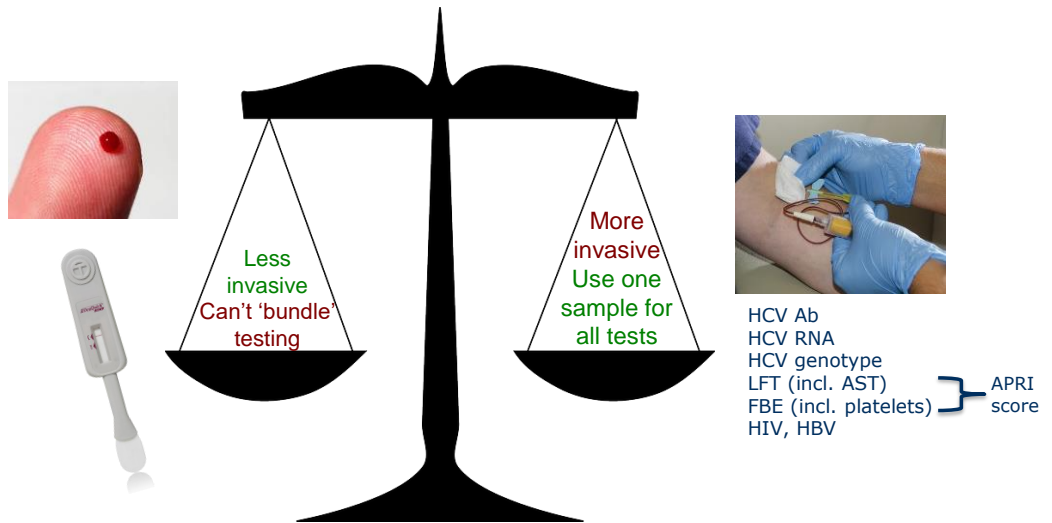 Less
invasive
Can't 'bundle'
testing
More
invasive
Use one
sample for
all tests
HCV Ab
HCV RNA
HCV genotype
LFT (incl. AST)
FBE (incl. platelets)
HIV, HBV
APRI
score